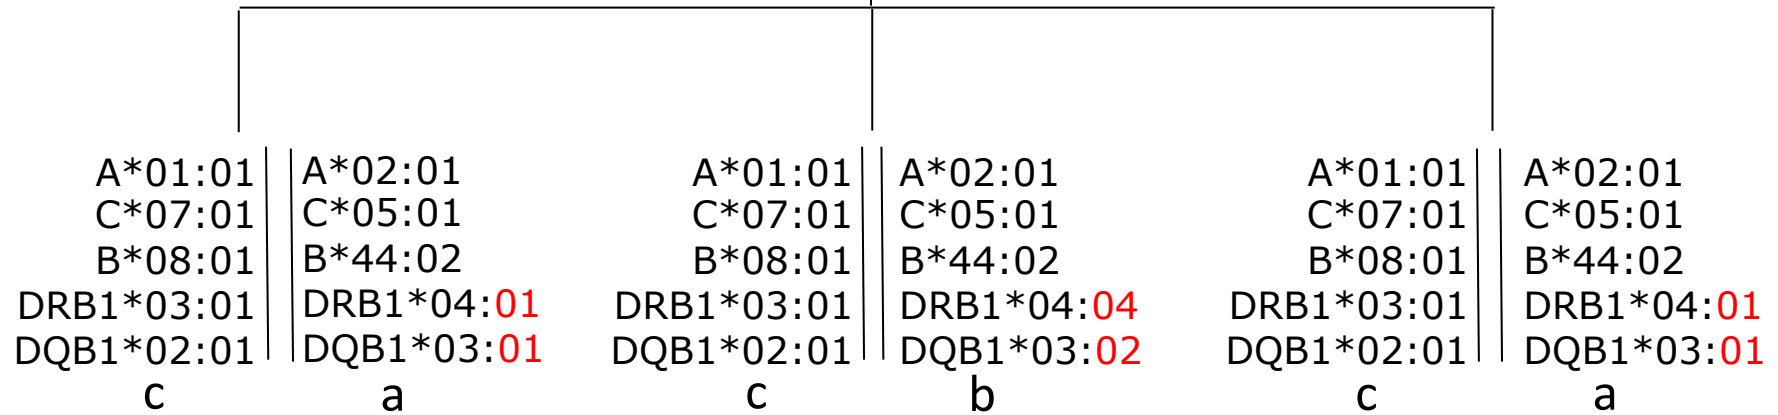 A*01:01 A*02:01 A*01:01 A*02:01 A*01:01 A*02:01
C*07:01 C*05:01 C*07:01 C*05:01 C*07:01 C*05:01
B*08:01 B*44:02 B*08:01 B*44:02 B*08:01 B*44:02
DRB1*03:01 DRB1*04:01 DRB1*03:01 DRB1*04:04 DRB1*03:01 DRB1*04:01
DQB1*02:01 DQB1*03:01 DQB1*02:01 DQB1*03:02 DQB1*02:01 DQB1*03:01
c a c b c a